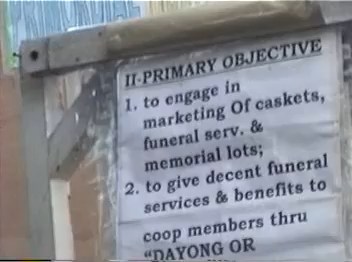 II-PRIMARY OBJECTIVE
1. to engage in
marketing Of caskets,
funeral serv. &
memorial lots;
2. to give decent funeral
services & benefits to
coop members thru
"DAYONG OR